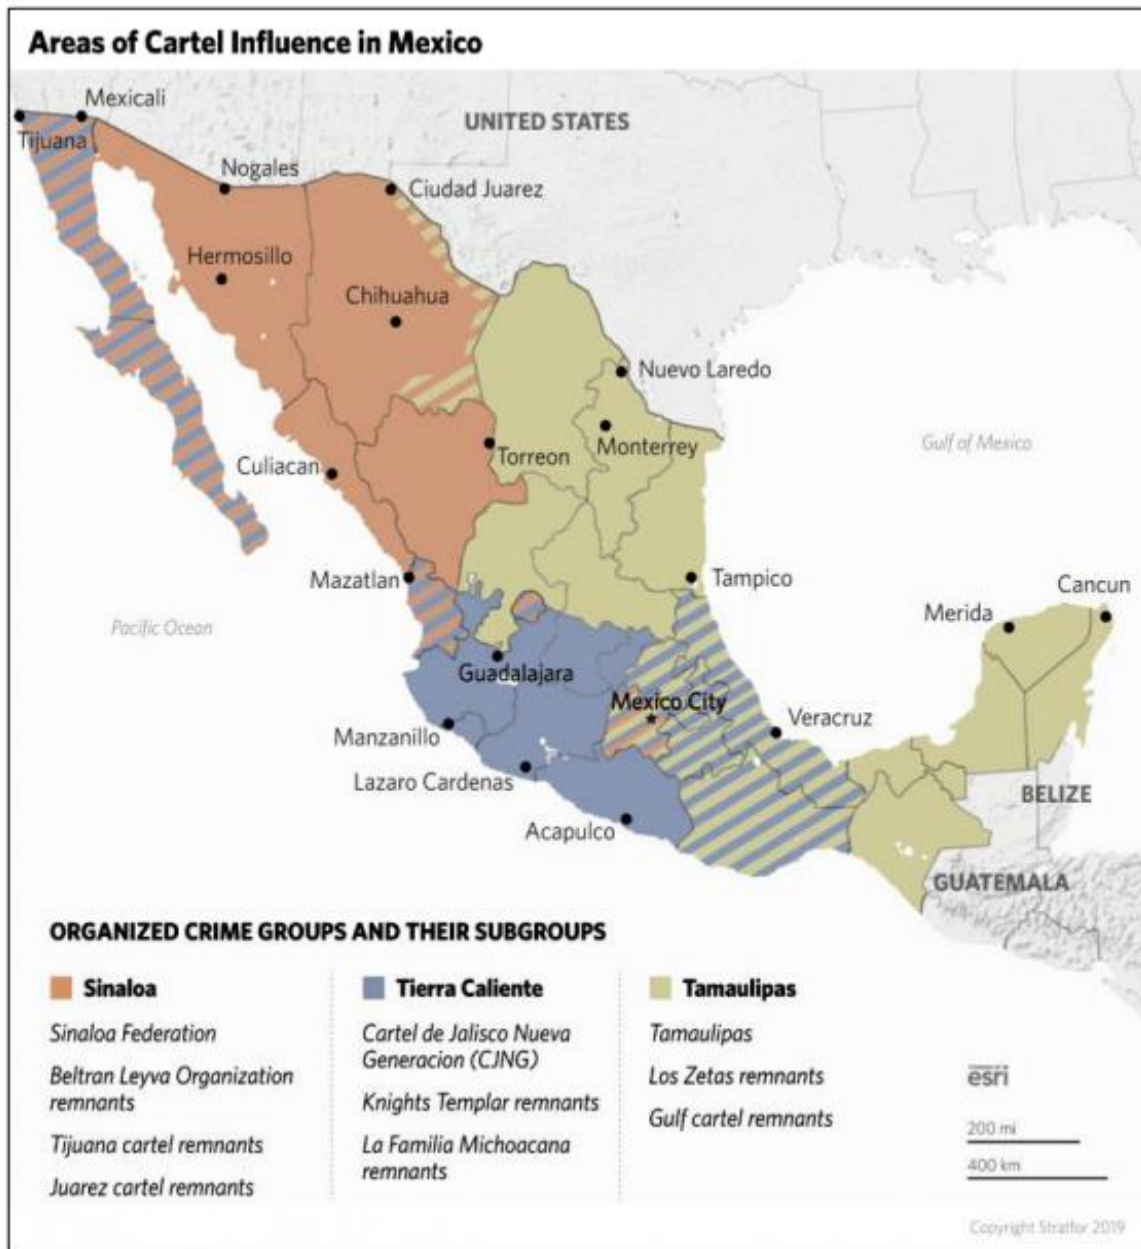 Areas of Cartel Influence in Mexico
Mexicali
Tijuana
UNITED STATES
Nogales
Ciudad Juarez
Hermosillo
Chihuahua
Nuevo Laredo
Monterrey
Gulf of Mexico
Culiacan
Torreon
Mazatlan
Tampico
Cancun
Merida
Pacific Ocean
Guadalajara
Mexico City
Veracruz
Manzanillo
Lazaro Cardenas
BELIZE
Acapulco
GUATEMALA
ORGANIZED CRIME GROUPS AND THEIR SUBGROUPS
Sinaloa
Sinaloa Federation
Beltran Leyva Organization
remnants
Tijuana cartel remnants
Juarez cartel remnants
Tierra Caliente
Cartel de Jalisco Nueva
Generacion (CJNG)
Knights Templar remnants
La Familia Michoacana
remnants
Tamaulipas
Tamaulipas
Los Zetas remnants
Gulf cartel remnants
esri
200 mi
400 km
Copyright Stratfor 2019